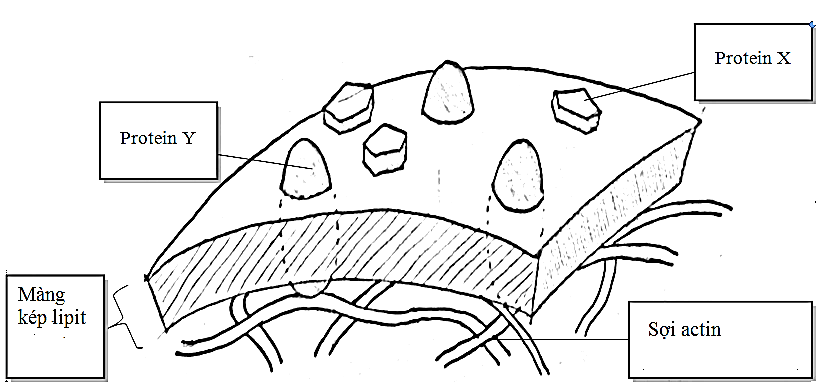 Protein X
Protein Y
Màng
kép lipit
Sợi actin